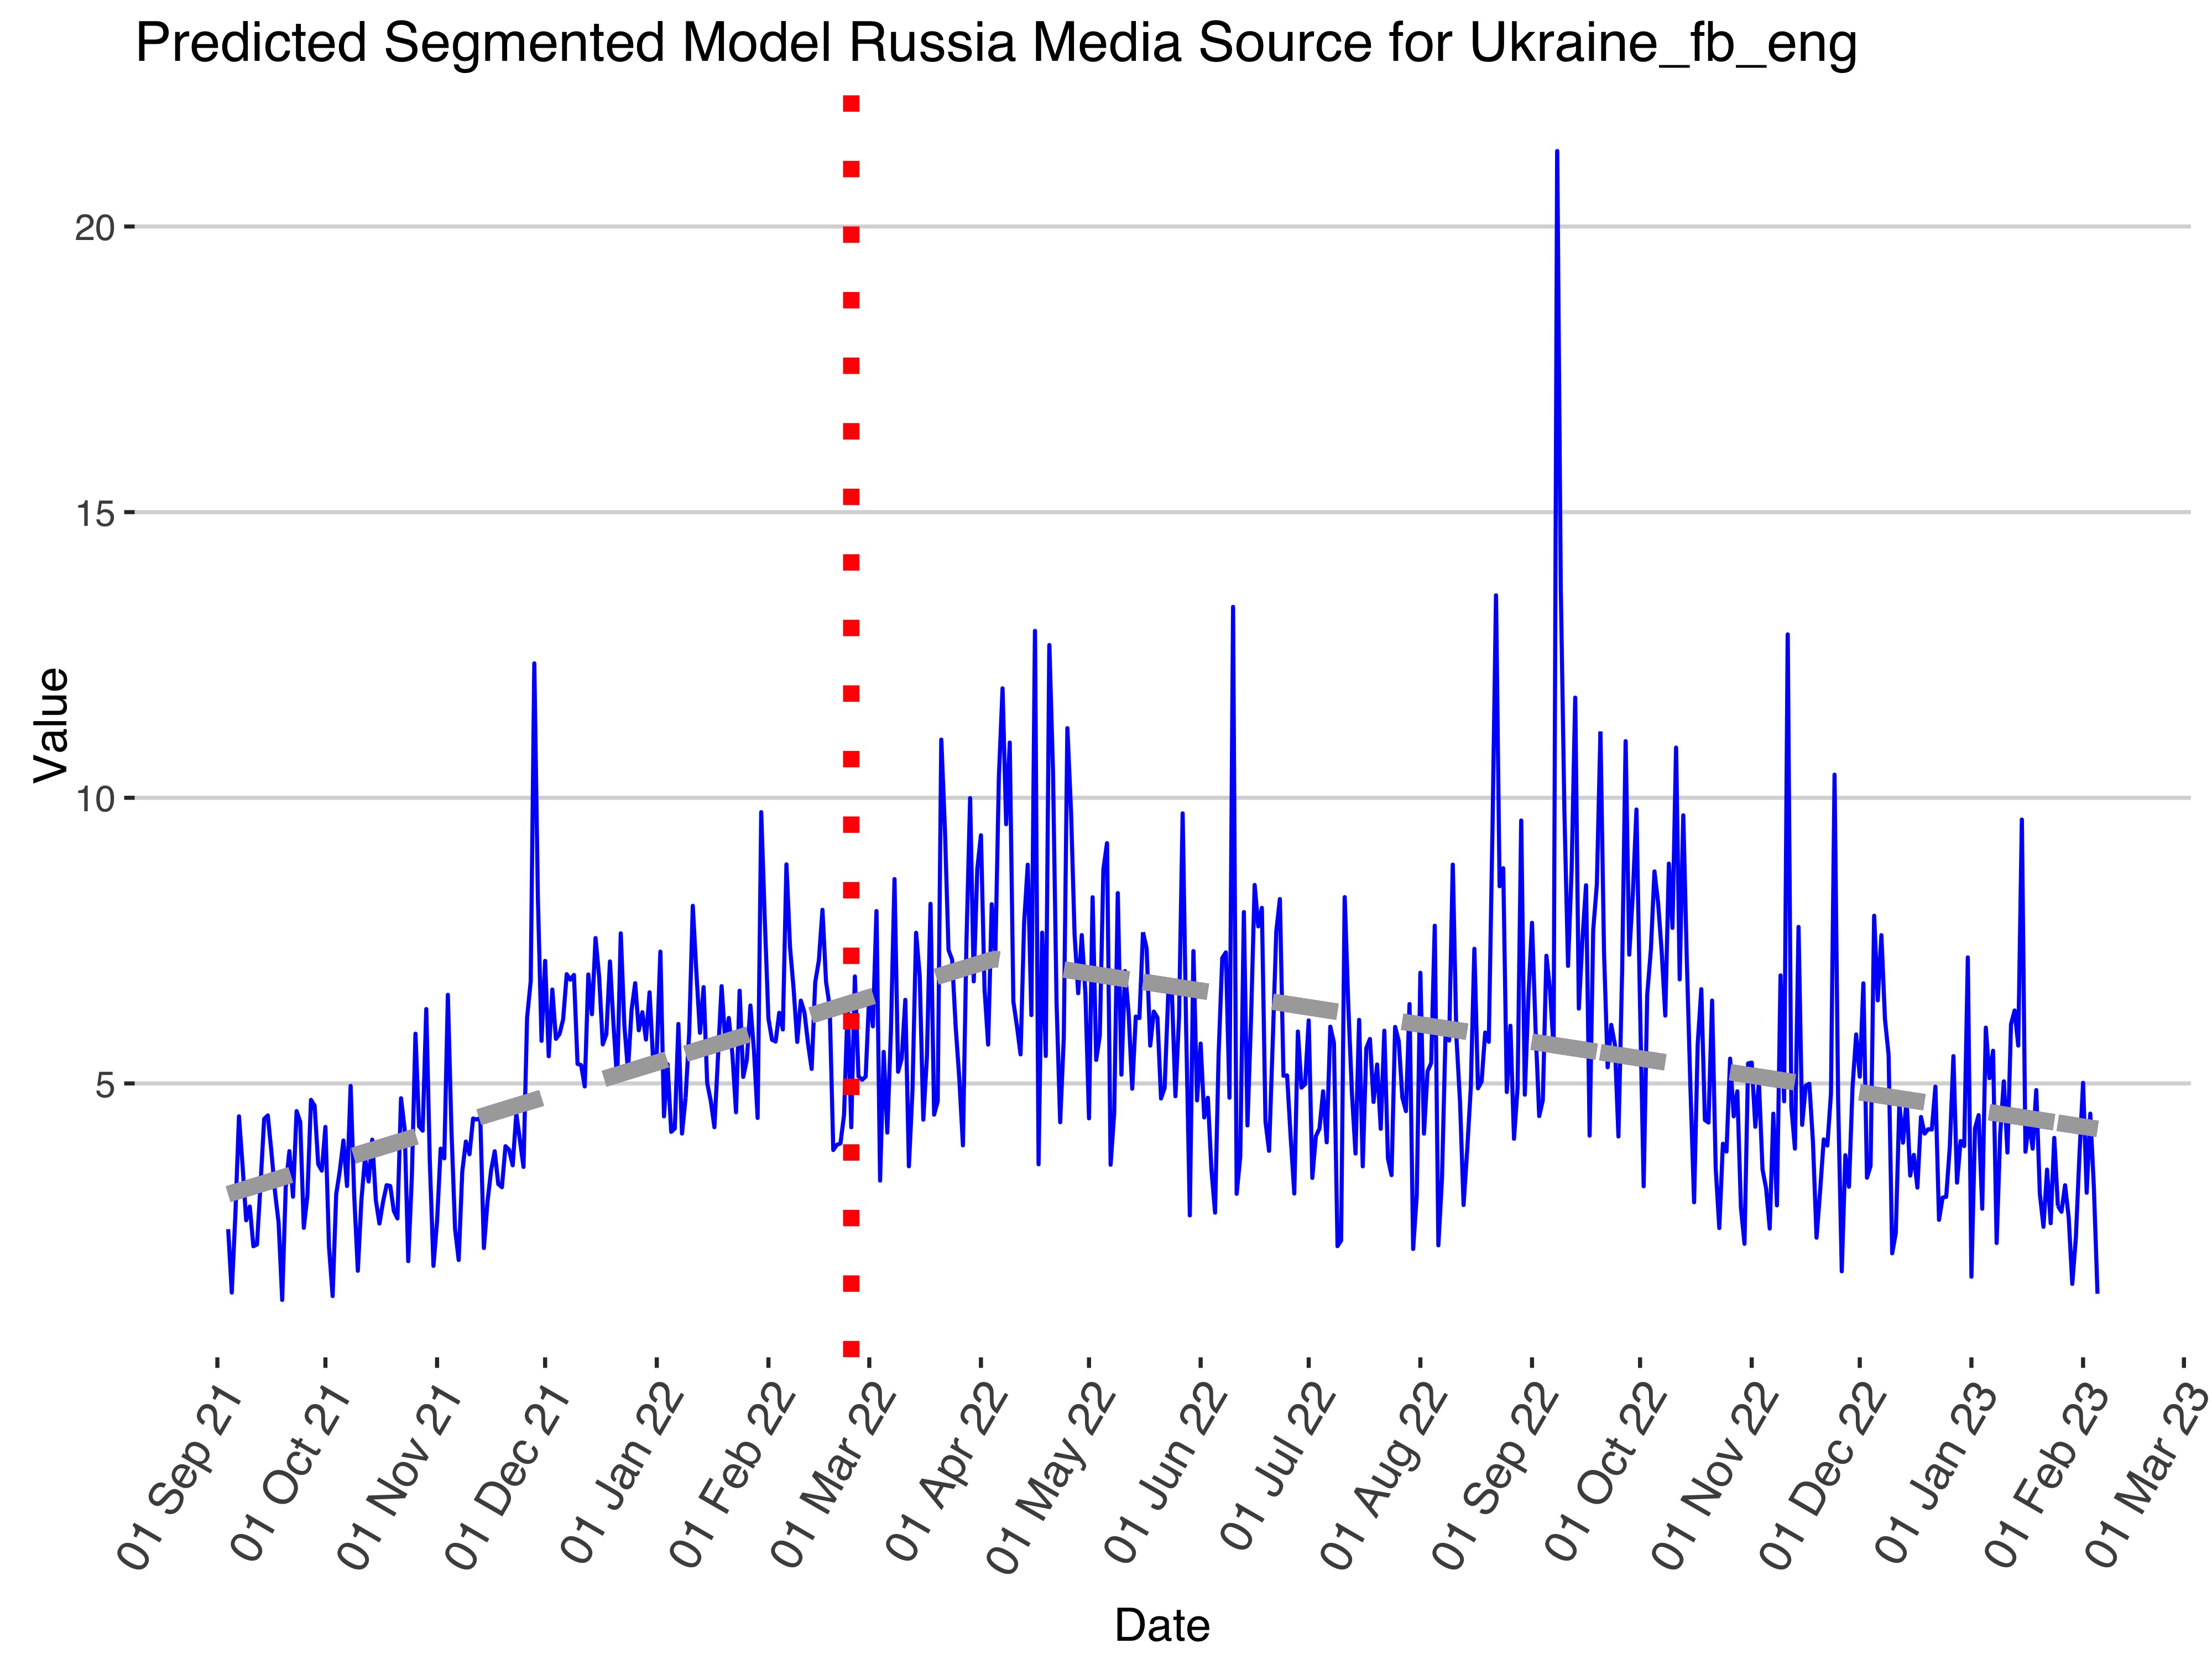 Predicted Segmented Model Russia Media Source for Ukraine_fb_eng
Value
20
15
10
5
01 Sep 21
01 Oct 21
01 Nov 21
01 Dec 21
01 Jan 22
01 Feb 22
01 Mar 22
01 Apr 22
01 May 22
01 Jun 22
01 Jul 22
01 Aug 22
01 Sep 22
01 Oct 22
01 Nov 22
01 Dec 22
01 Jan 23
01 Feb 23
01 Mar 23
Date